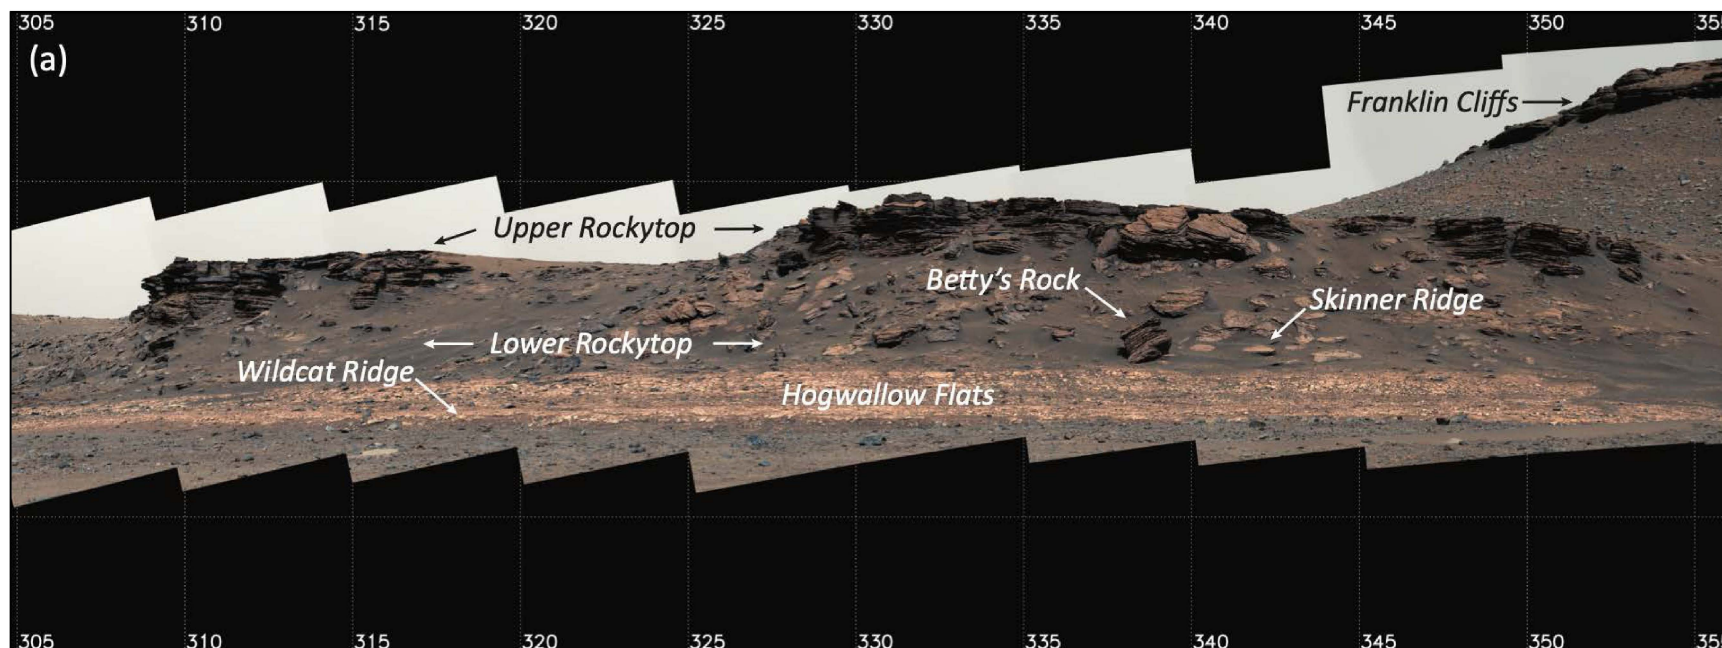 305 310 315 320 325 330 335 340 345 350
(a)
Franklin Cliffs
Upper Rockytop
Betty's Rock
Skinner Ridge
Lower Rockytop
Wildcat Ridge
Hogwallow Flats
305 310 315 320 325 330 335 340 345 350